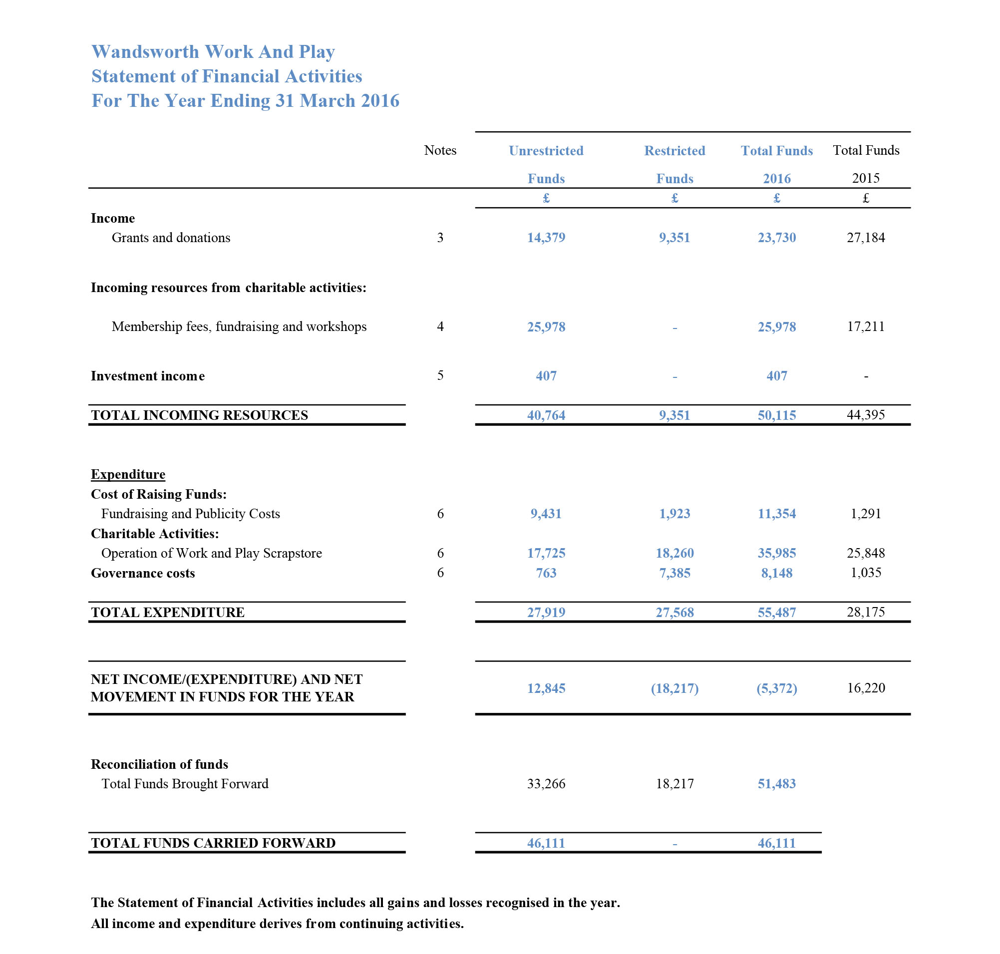 Wandsworth Work And Play
Statement of Financial Activities
For The Year Ending 31 March 2016
Notes Unrestricted Restricted Total Funds Total Funds
Funds Funds 2016 2015
£ £ £ £
Income
Grants and donations 3 14,379 9,351 23,730 27,184
Incoming resources from charitable activities:
Membership fees, fundraising and workshops 4 25,978 - 25,978 17,211
Investment income 5 407 - 407 -
TOTAL INCOMING RESOURCES 40,764 9,351 50,115 44,395
Expenditure
Cost of Raising Funds:
Fundraising and Publicity Costs 6 9,431 1,923 11,354 1,291
Charitable Activities:
Operation of Work and Play Scrapstore 6 17,725 18,260 35,985 25,848
Governance costs 6 763 7,385 8,148 1,035
TOTAL EXPENDITURE 27,919 27,568 55,487 28,175
NET INCOME/(EXPENDITURE) AND NET
MOVEMENT IN FUNDS FOR THE YEAR 12,845 (18,217) (5,372) 16,220
Reconciliation of funds
Total Funds Brought Forward 33,266 18,217 51,483
TOTAL FUNDS CARRIED FORWARD 46,111 - 46,111
The Statement of Financial Activities includes all gains and losses recognised in the year.
All income and expenditure derives from continuing activities.